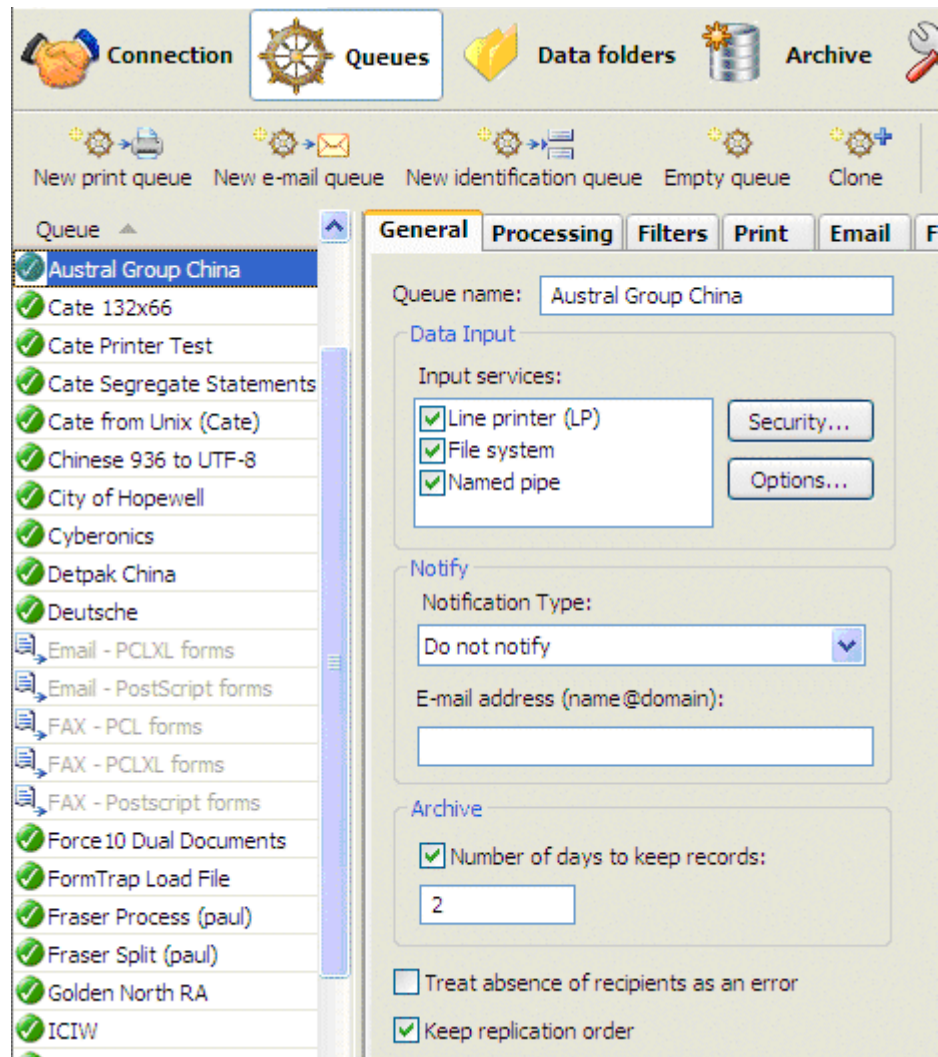 Connection
Queues
Data folders
Archive
New print queue
New e-mail queue
New identification queue
Empty queue
Clone
Queue
Austral Group China
Cate 132x66
Cate Printer Test
Cate Segregate Statements
Cate from Unix (Cate)
Chinese 936 to UTF-8
City of Hopewell
Cyberonics
Detpak China
Deutsche
Email - PCLXL forms
Email - PostScript forms
FAX - PCL forms
FAX - PCLXL forms
FAX - Postscript forms
Force10 Dual Documents
FormTrap Load File
Fraser Process (paul)
Fraser Split (paul)
Golden North RA
ICIW
General
Processing
Filters
Print
Email
F
Queue name: Austral Group China
Data Input
Input services:
Line printer (LP)
File system
Named pipe
Security...
Options...
Notify
Notification Type:
Do not notify
E-mail address (name@domain):
Archive
Number of days to keep records:
2
Treat absence of recipients as an error
Keep replication order